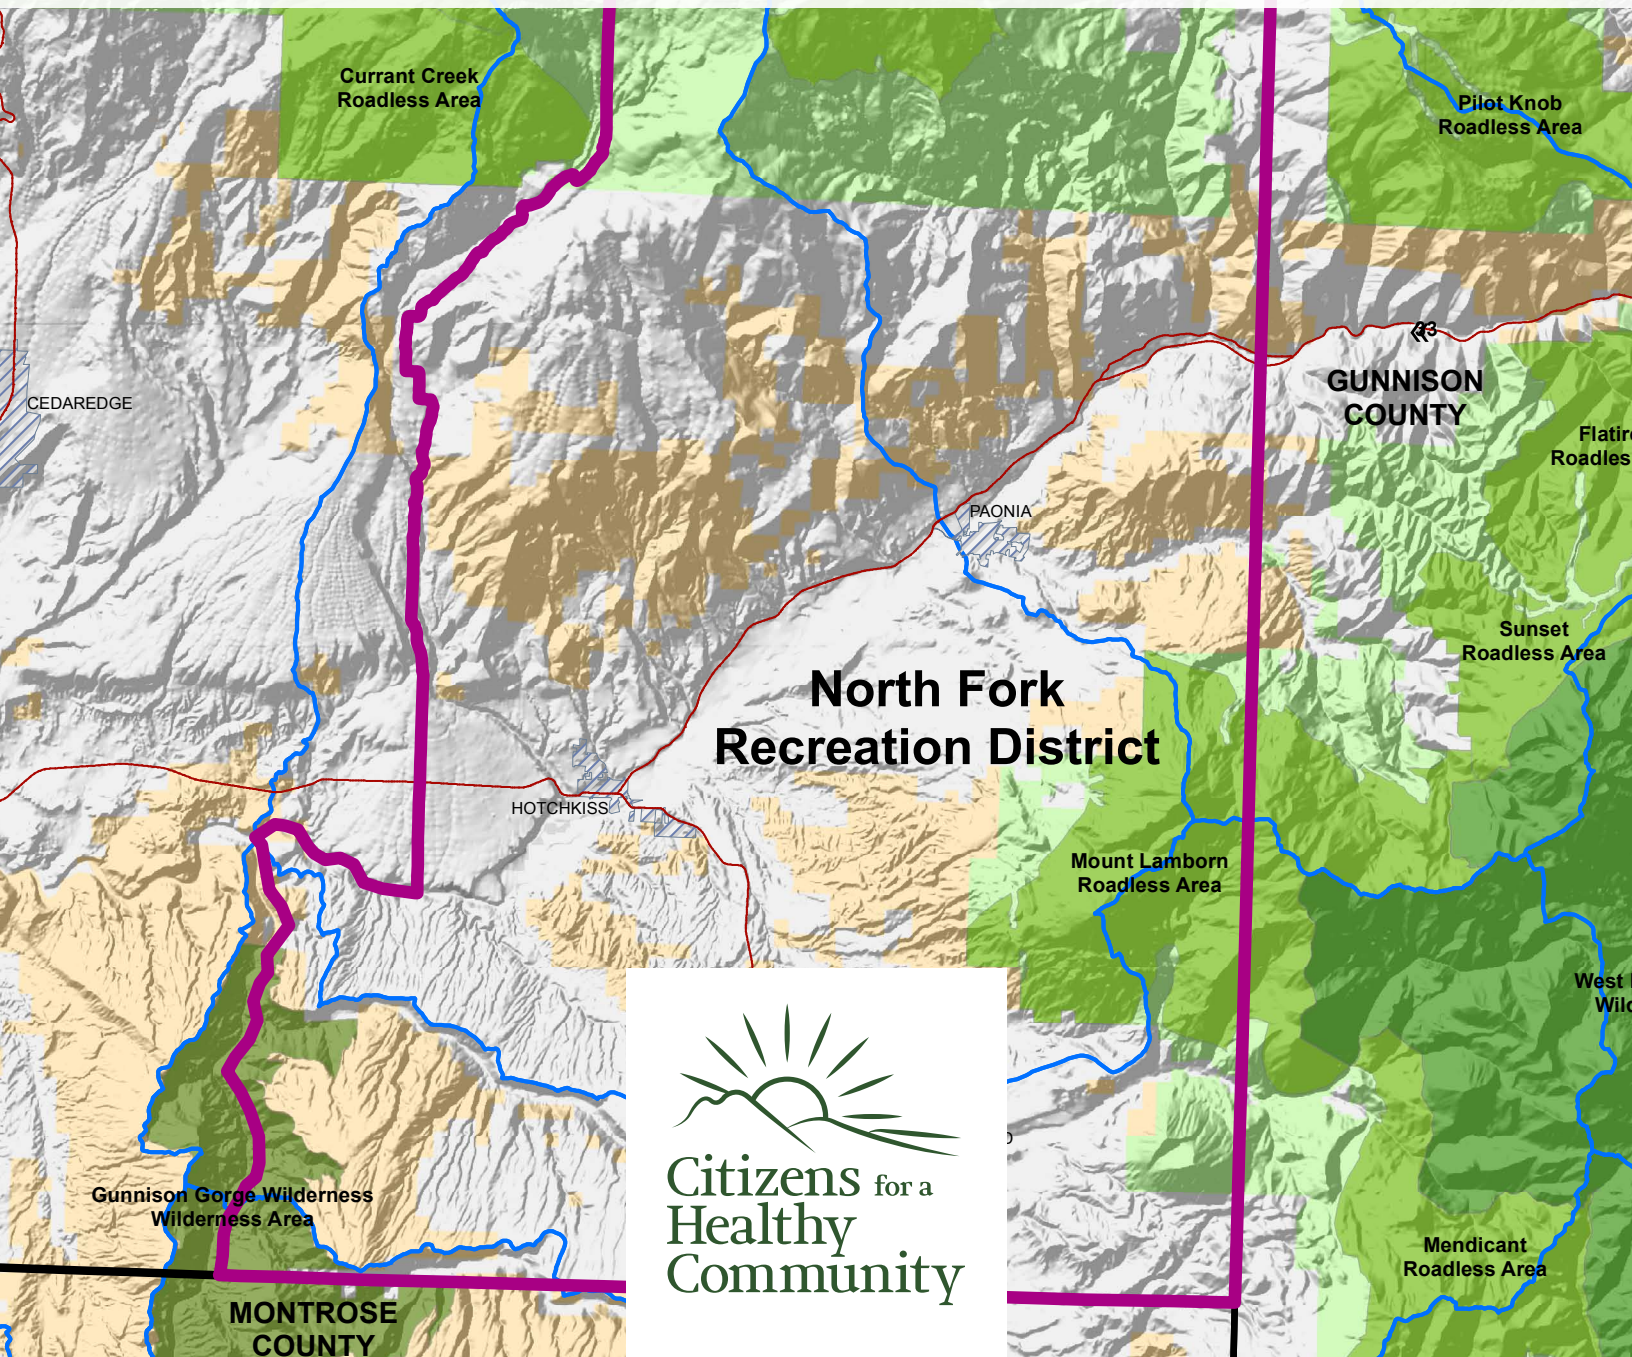 Currant Creek
Roadless Area
Pilot Knob
Roadless Area
CEDAREDGE
GUNNISON
COUNTY
PAONIA
Sunset
Roadless Area
North Fork
Recreation District
HOTCHKISS
Mount Lamborn
Roadless Area
West
Gunnison Gorge Wilderness
Wilderness Area
Citizens for a
Healthy
Community
Mendicant
Roadless Area
MONTROSE
COUNTY